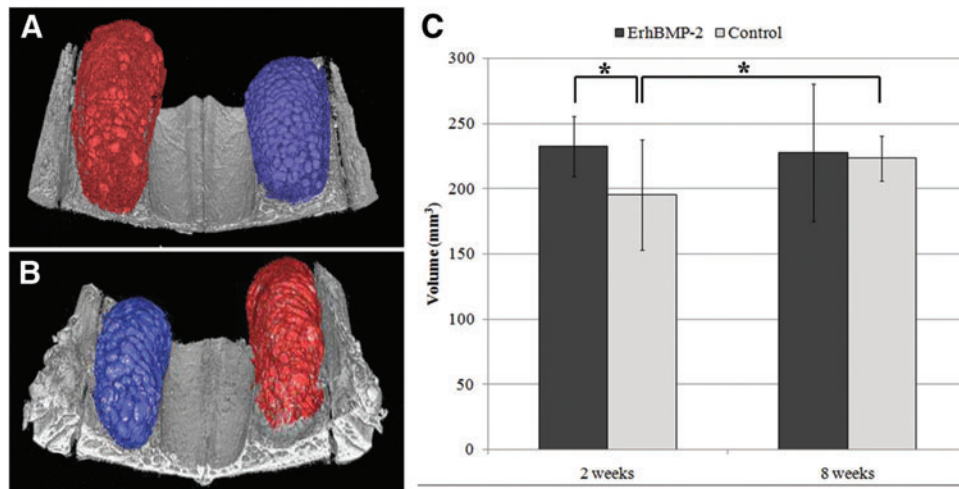 A
B
C
ErhBMP-2 Control
* *
300
250
200
150
100
50
0
Volume (mm³)
2 weeks 8 weeks